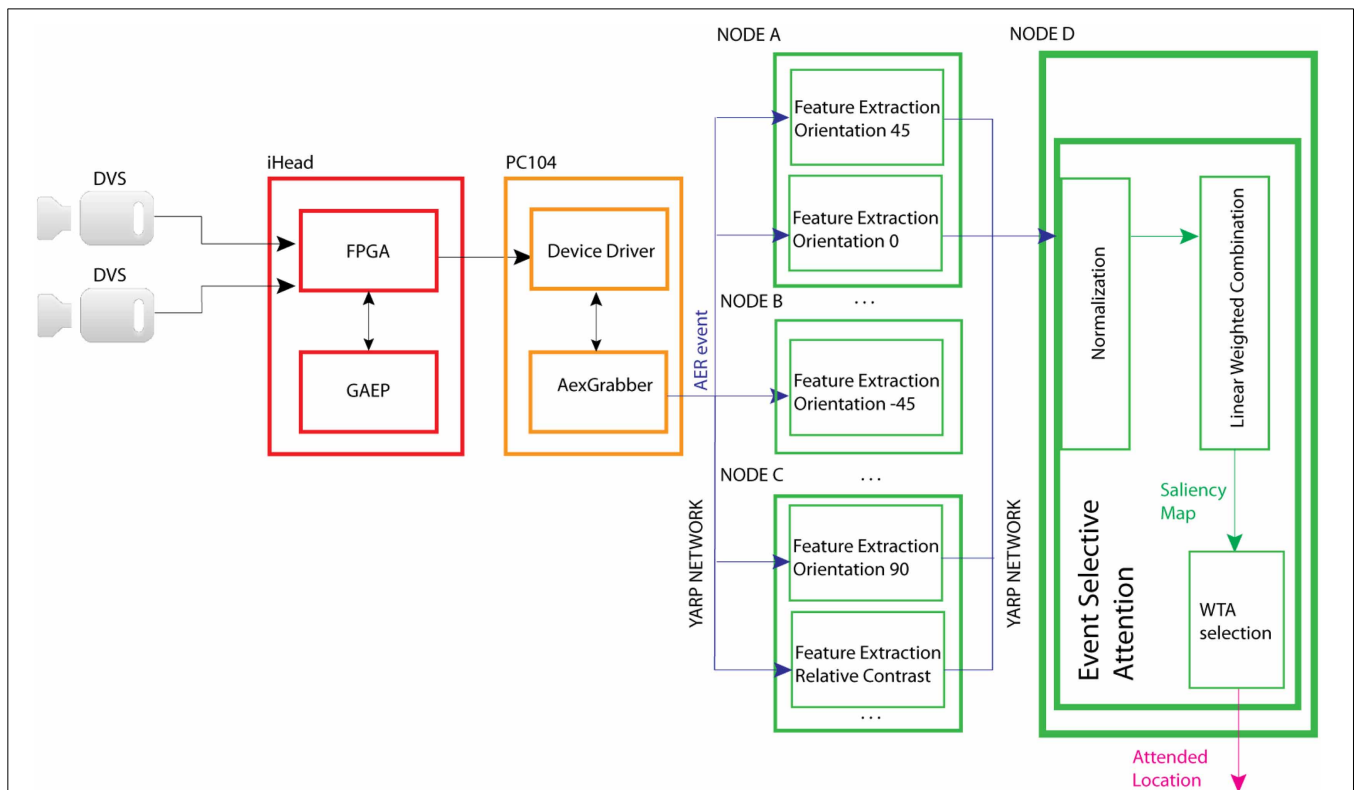 NODE A
NODE D
Feature Extraction
Orientation 45
iHead
PC104
DVS
FPGA
Device Driver
Feature Extraction
Orientation 0
Normalization
Linear Weighted Combination
DVS
NODE B
...
AER event
GAEP
AexGrabber
Feature Extraction
Orientation -45
NODE C
...
Saliency
Map
YARP NETWORK
Feature Extraction
Orientation 90
YARP NETWORK
Event Selective
Attention
WTA
selection
Feature Extraction
Relative Contrast
...
Attended
Location